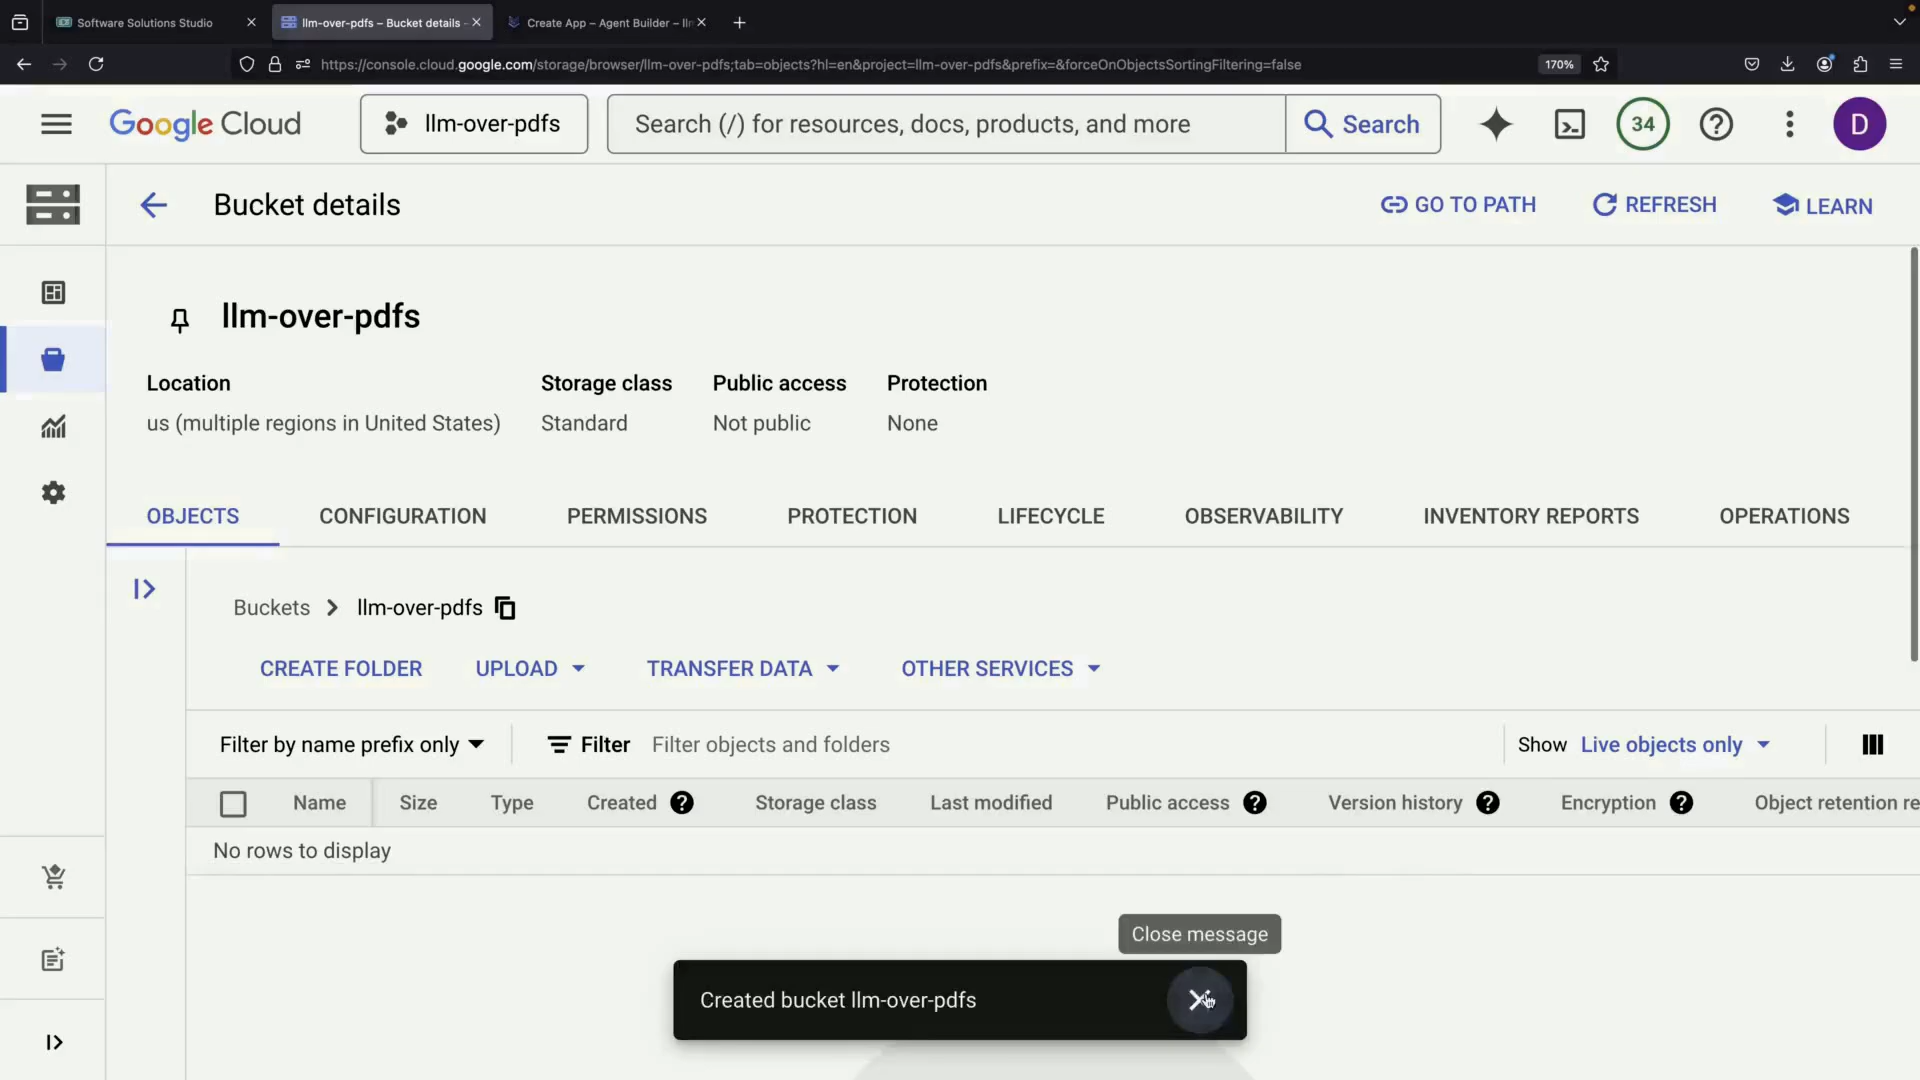 Software Solutions Studio
llm-over-pdfs – Bucket details -
Create App – Agent Builder – llm
https://console.cloud.google.com/storage/browser/llm-over-pdfs;tab=objects?hl=en&project=llm-over-pdfs&prefix=&forceOnObjectsSortingFiltering=false
170%
Google Cloud
llm-over-pdfs
Search (/) for resources, docs, products, and more
Search
34
D
Bucket details
GO TO PATH
REFRESH
LEARN
llm-over-pdfs
Location
Storage class
Public access
Protection
us (multiple regions in United States)
Standard
Not public
None
OBJECTS
CONFIGURATION
PERMISSIONS
PROTECTION
LIFECYCLE
OBSERVABILITY
INVENTORY REPORTS
OPERATIONS
Buckets
llm-over-pdfs
CREATE FOLDER
UPLOAD
TRANSFER DATA
OTHER SERVICES
Filter by name prefix only
Filter
Filter objects and folders
Show
Live objects only
Name
Size
Type
Created
Storage class
Last modified
Public access
Version history
Encryption
Object retention re
No rows to display
Close message
Created bucket llm-over-pdfs